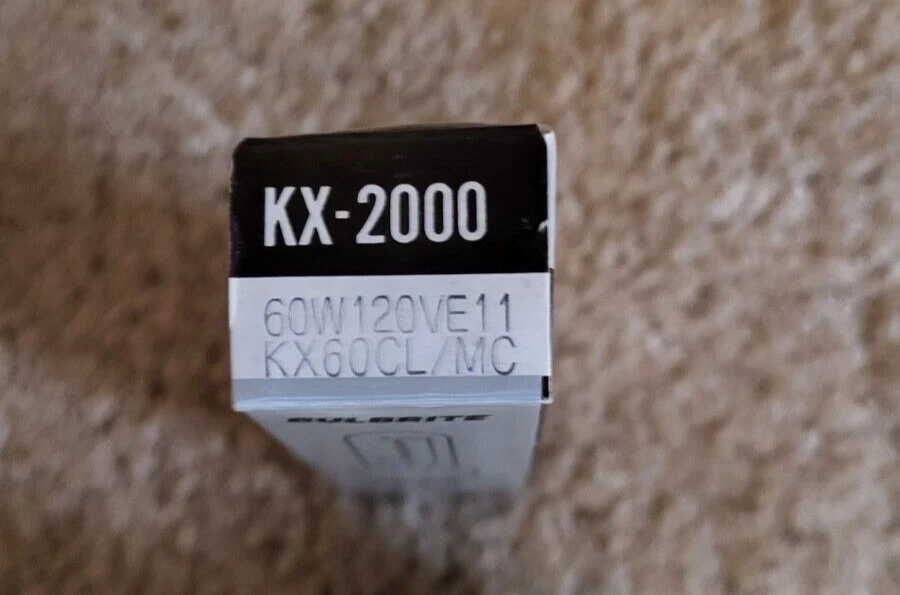 KX-2000
60W120VE11
KX60CL/MC
BULBRITE